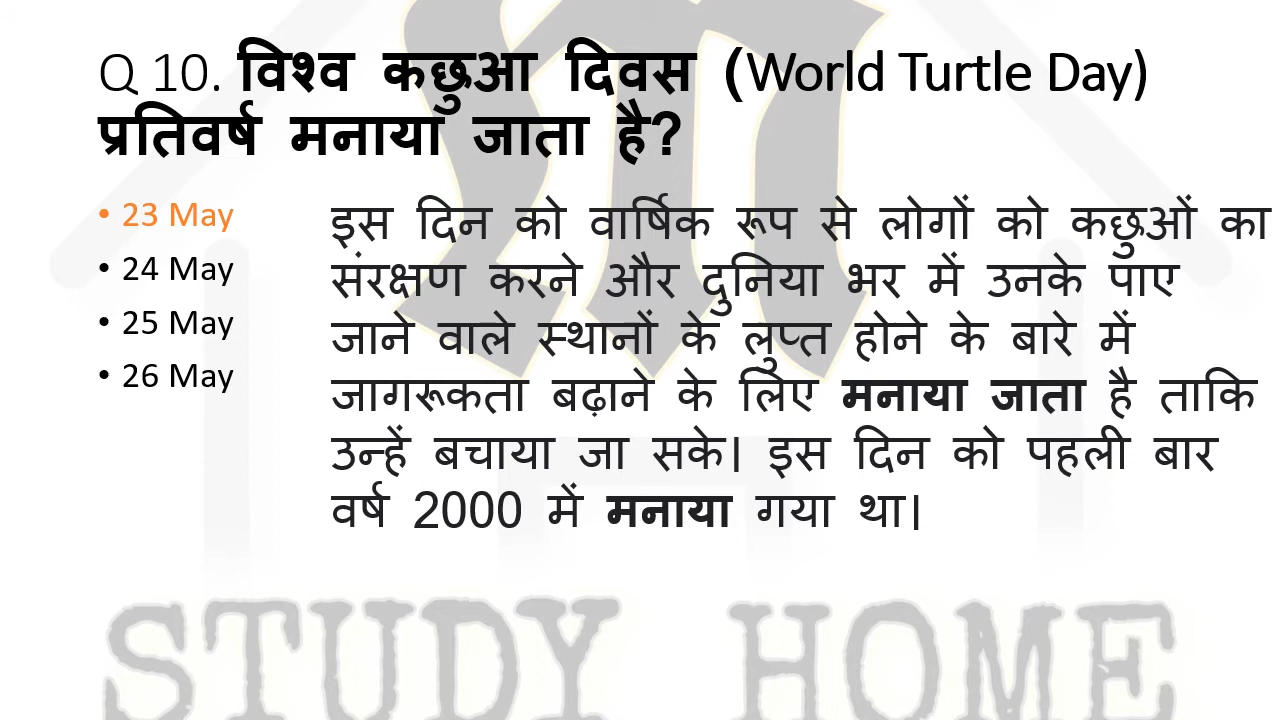 Q 10. विश्व कछुआ दिवस (World Turtle Day)
प्रतिवर्ष मनाया जाता है?
• 23 May
• 24 May
• 25 May
• 26 May
इस दिन को वार्षिक रूप से लोगों को कछुओं का
संरक्षण करने और दुनिया भर में उनके पाए
जाने वाले स्थानों के लुप्त होने के बारे में
जागरूकता बढ़ाने के लिए मनाया जाता है ताकि
उन्हें बचाया जा सके। इस दिन को पहली बार
वर्ष 2000 में मनाया गया था।
STUDY HOME